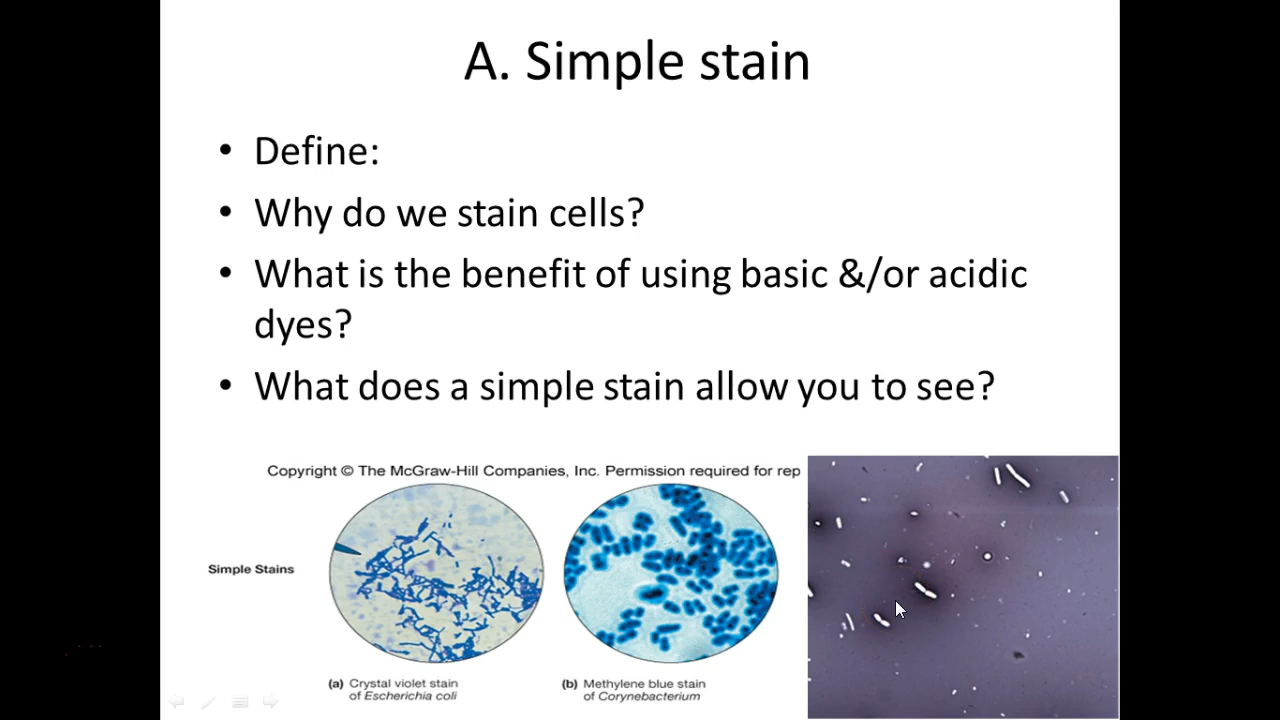 A. Simple stain
• Define:
• Why do we stain cells?
• What is the benefit of using basic &/or acidic
dyes?
• What does a simple stain allow you to see?
Copyright © The McGraw-Hill Companies, Inc. Permission required for rep
Simple Stains
(a) Crystal violet stain
of Escherichia coli
(b) Methylene blue stain
of Corynebacterium